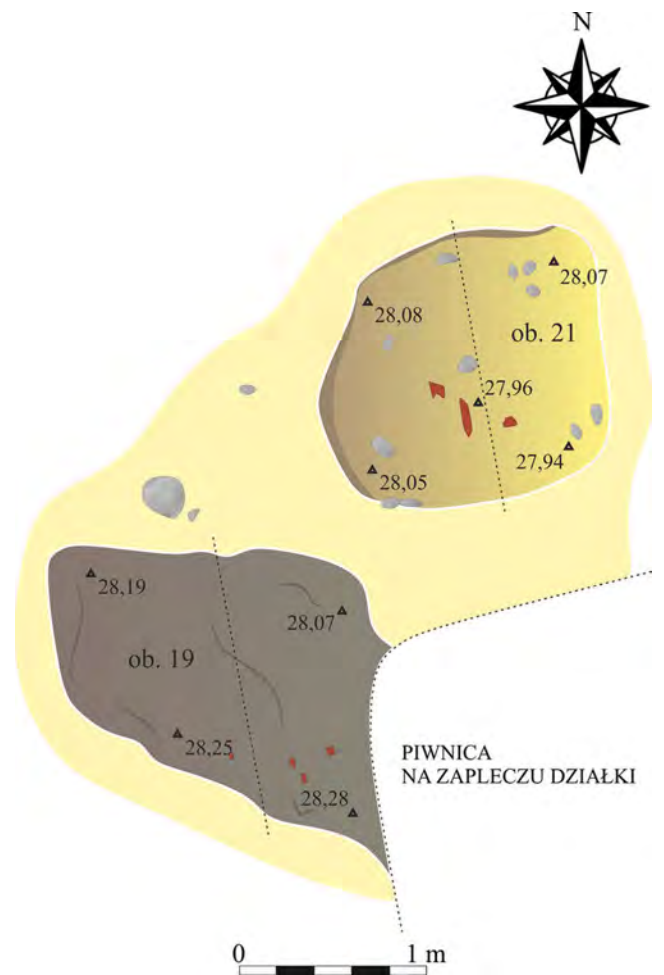 N
28,07
28,08
ob. 21
27,96
27,94
28,05
28,19
28,07
ob. 19
28,25
28,28
PIWNICA
NA ZAPLECZU DZIAŁKI
0 1 m